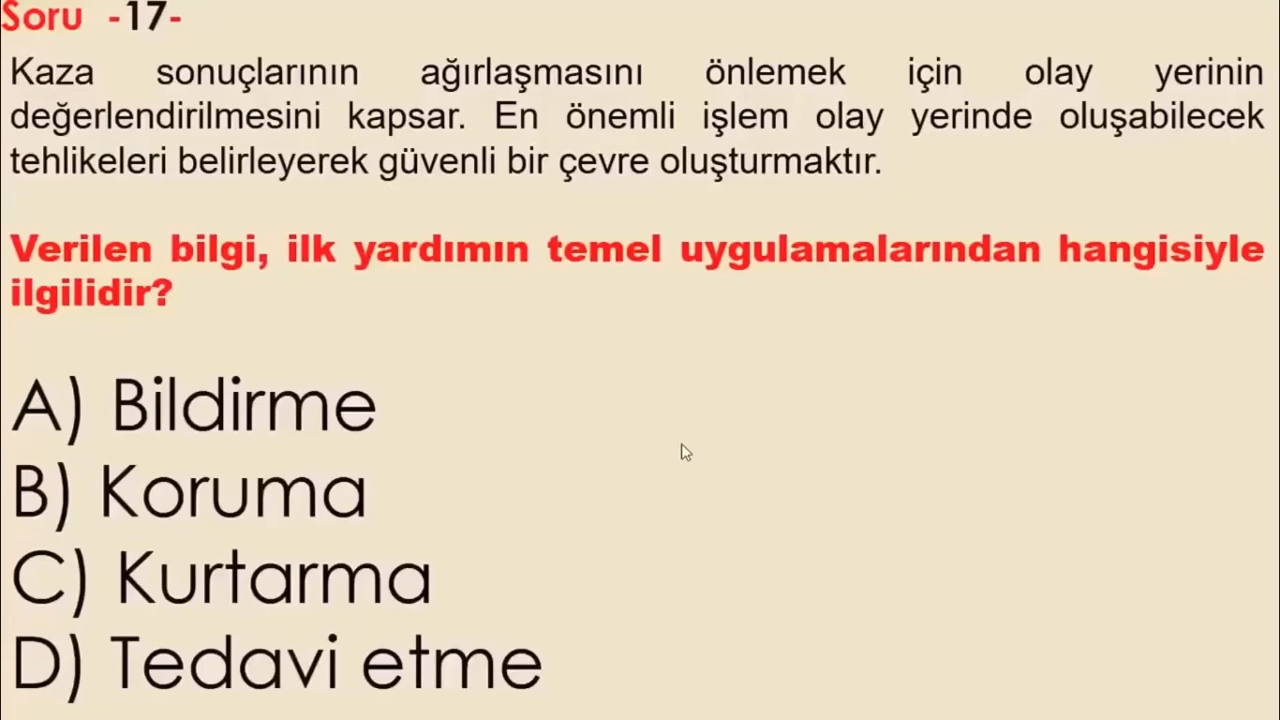 Soru -17-
Kaza sonuçlarının ağırlaşmasını önlemek için olay yerinin
değerlendirilmesini kapsar. En önemli işlem olay yerinde oluşabilecek
tehlikeleri belirleyerek güvenli bir çevre oluşturmaktır.
Verilen bilgi, ilk yardımın temel uygulamalarından hangisiyle
ilgilidir?
A) Bildirme
B) Koruma
C) Kurtarma
D) Tedavi etme